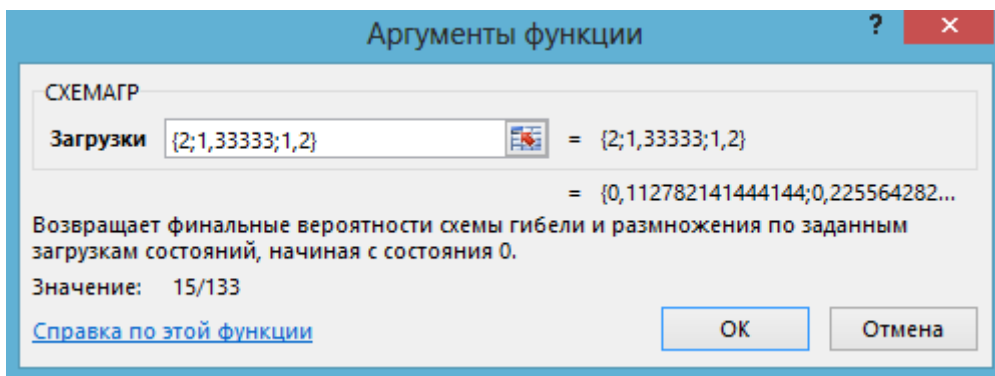 Аргументы функции
?
×
СХЕМАГР
Загрузки {2;1,33333;1,2} = {2;1,33333;1,2}
= {0,112782141444144;0,225564282...
Возвращает финальные вероятности схемы гибели и размножения по заданным
загрузкам состояний, начиная с состояния 0.
Значение: 15/133
Справка по этой функции
ОК
Отмена